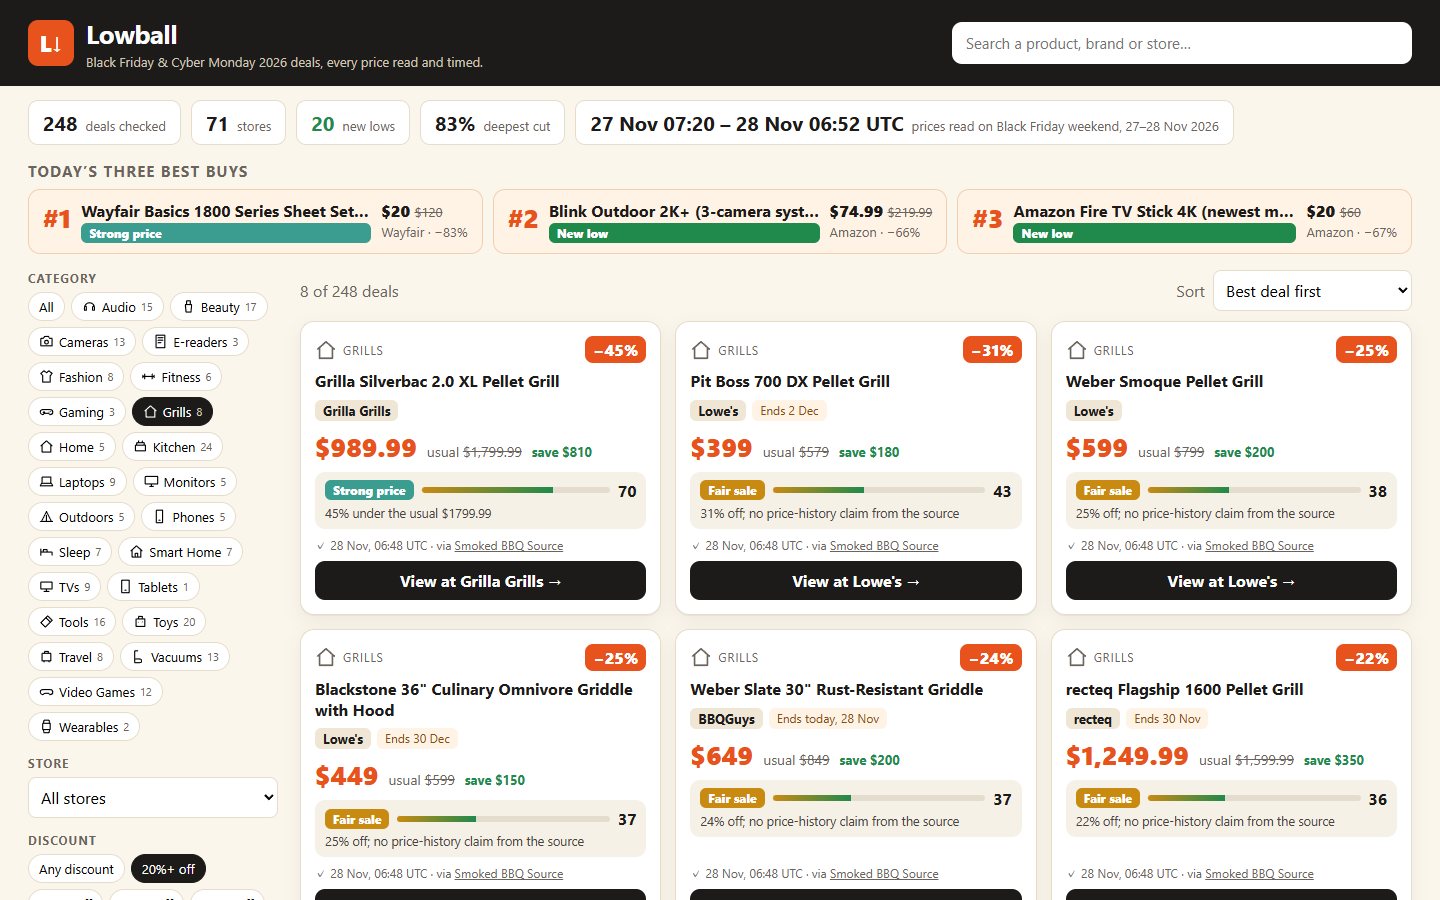 L↓ Lowball
Black Friday & Cyber Monday 2026 deals, every price read and timed.
Search a product, brand or store...
248 deals checked
71 stores
20 new lows
83% deepest cut
27 Nov 07:20 – 28 Nov 06:52 UTC prices read on Black Friday weekend, 27–28 Nov 2026
TODAY'S THREE BEST BUYS
#1 Wayfair Basics 1800 Series Sheet Set... $20 $120
Strong price Wayfair · −83%
#2 Blink Outdoor 2K+ (3-camera syst... $74.99 $219.99
New low Amazon · −66%
#3 Amazon Fire TV Stick 4K (newest m... $20 $60
New low Amazon · −67%
CATEGORY
All Audio 15 Beauty 17
Cameras 13 E-readers 3
Fashion 8 Fitness 6
Gaming 3 Grills 8
Home 5 Kitchen 24
Laptops 9 Monitors 5
Outdoors 5 Phones 5
Sleep 7 Smart Home 7
TVs 9 Tablets 1
Tools 16 Toys 20
Travel 8 Vacuums 13
Video Games 12
Wearables 2
STORE
All stores
DISCOUNT
Any discount 20%+ off
8 of 248 deals
Sort Best deal first
GRILLS −45%
Grilla Silverbac 2.0 XL Pellet Grill
Grilla Grills
$989.99 usual $1,799.99 save $810
Strong price 70
45% under the usual $1799.99
✓ 28 Nov, 06:48 UTC · via Smoked BBQ Source
View at Grilla Grills →
GRILLS −31%
Pit Boss 700 DX Pellet Grill
Lowe's Ends 2 Dec
$399 usual $579 save $180
Fair sale 43
31% off; no price-history claim from the source
✓ 28 Nov, 06:48 UTC · via Smoked BBQ Source
View at Lowe's →
GRILLS −25%
Weber Smoque Pellet Grill
Lowe's
$599 usual $799 save $200
Fair sale 38
25% off; no price-history claim from the source
✓ 28 Nov, 06:48 UTC · via Smoked BBQ Source
View at Lowe's →
GRILLS −25%
Blackstone 36" Culinary Omnivore Griddle
with Hood
Lowe's Ends 30 Dec
$449 usual $599 save $150
Fair sale 37
25% off; no price-history claim from the source
✓ 28 Nov, 06:48 UTC · via Smoked BBQ Source
GRILLS −24%
Weber Slate 30" Rust-Resistant Griddle
BBQGuys Ends today, 28 Nov
$649 usual $849 save $200
Fair sale 37
24% off; no price-history claim from the source
✓ 28 Nov, 06:48 UTC · via Smoked BBQ Source
GRILLS −22%
recteq Flagship 1600 Pellet Grill
recteq Ends 30 Nov
$1,249.99 usual $1,599.99 save $350
Fair sale 36
22% off; no price-history claim from the source
✓ 28 Nov, 06:48 UTC · via Smoked BBQ Source